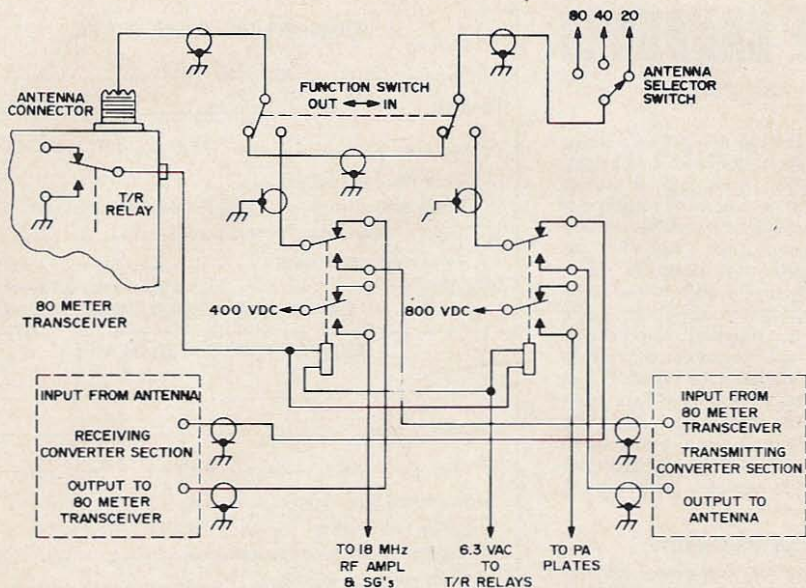 80 40 20
ANTENNA
SELECTOR
SWITCH
FUNCTION SWITCH
OUT ↔ IN
ANTENNA
CONNECTOR
T/R
RELAY
80 METER
TRANSCEIVER
400 VDC
800 VDC
INPUT FROM ANTENNA
RECEIVING
CONVERTER SECTION
OUTPUT TO
80 METER
TRANSCEIVER
INPUT FROM
80 METER
TRANSCEIVER
TRANSMITTING
CONVERTER SECTION
OUTPUT TO
ANTENNA
TO 18 MHz
RF AMPL
& SG's
6.3 VAC
TO
T/R RELAYS
TO PA
PLATES